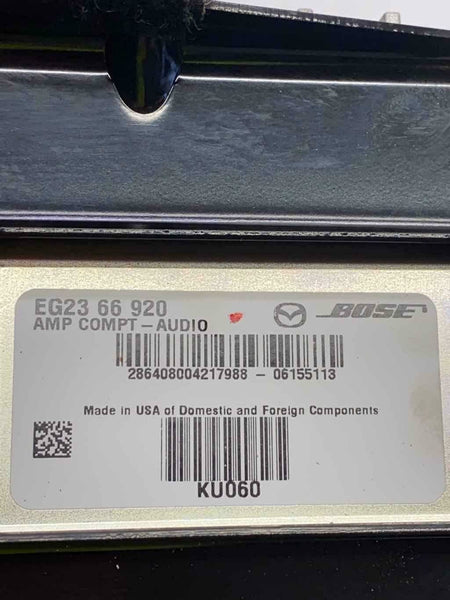 EG23 66 920
AMP COMPT-AUDIO
BOSE
286408004217988 - 06155113
Made in USA of Domestic and Foreign Components
KU060